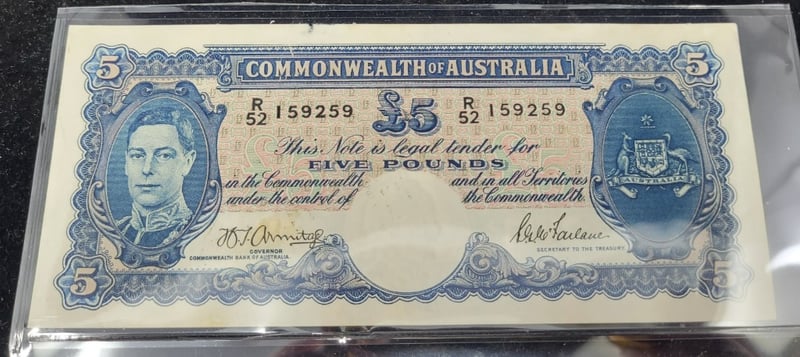 COMMONWEALTH OF AUSTRALIA
5 5
R/52 159259 £5 R/52 159259
This Note is legal tender for
FIVE POUNDS
in the Commonwealth and in all Territories
under the control of the Commonwealth.
AUSTRALIA
H.T. Armitage
GOVERNOR
COMMONWEALTH BANK OF AUSTRALIA.
S.G. McFarlane
SECRETARY TO THE TREASURY
5 5